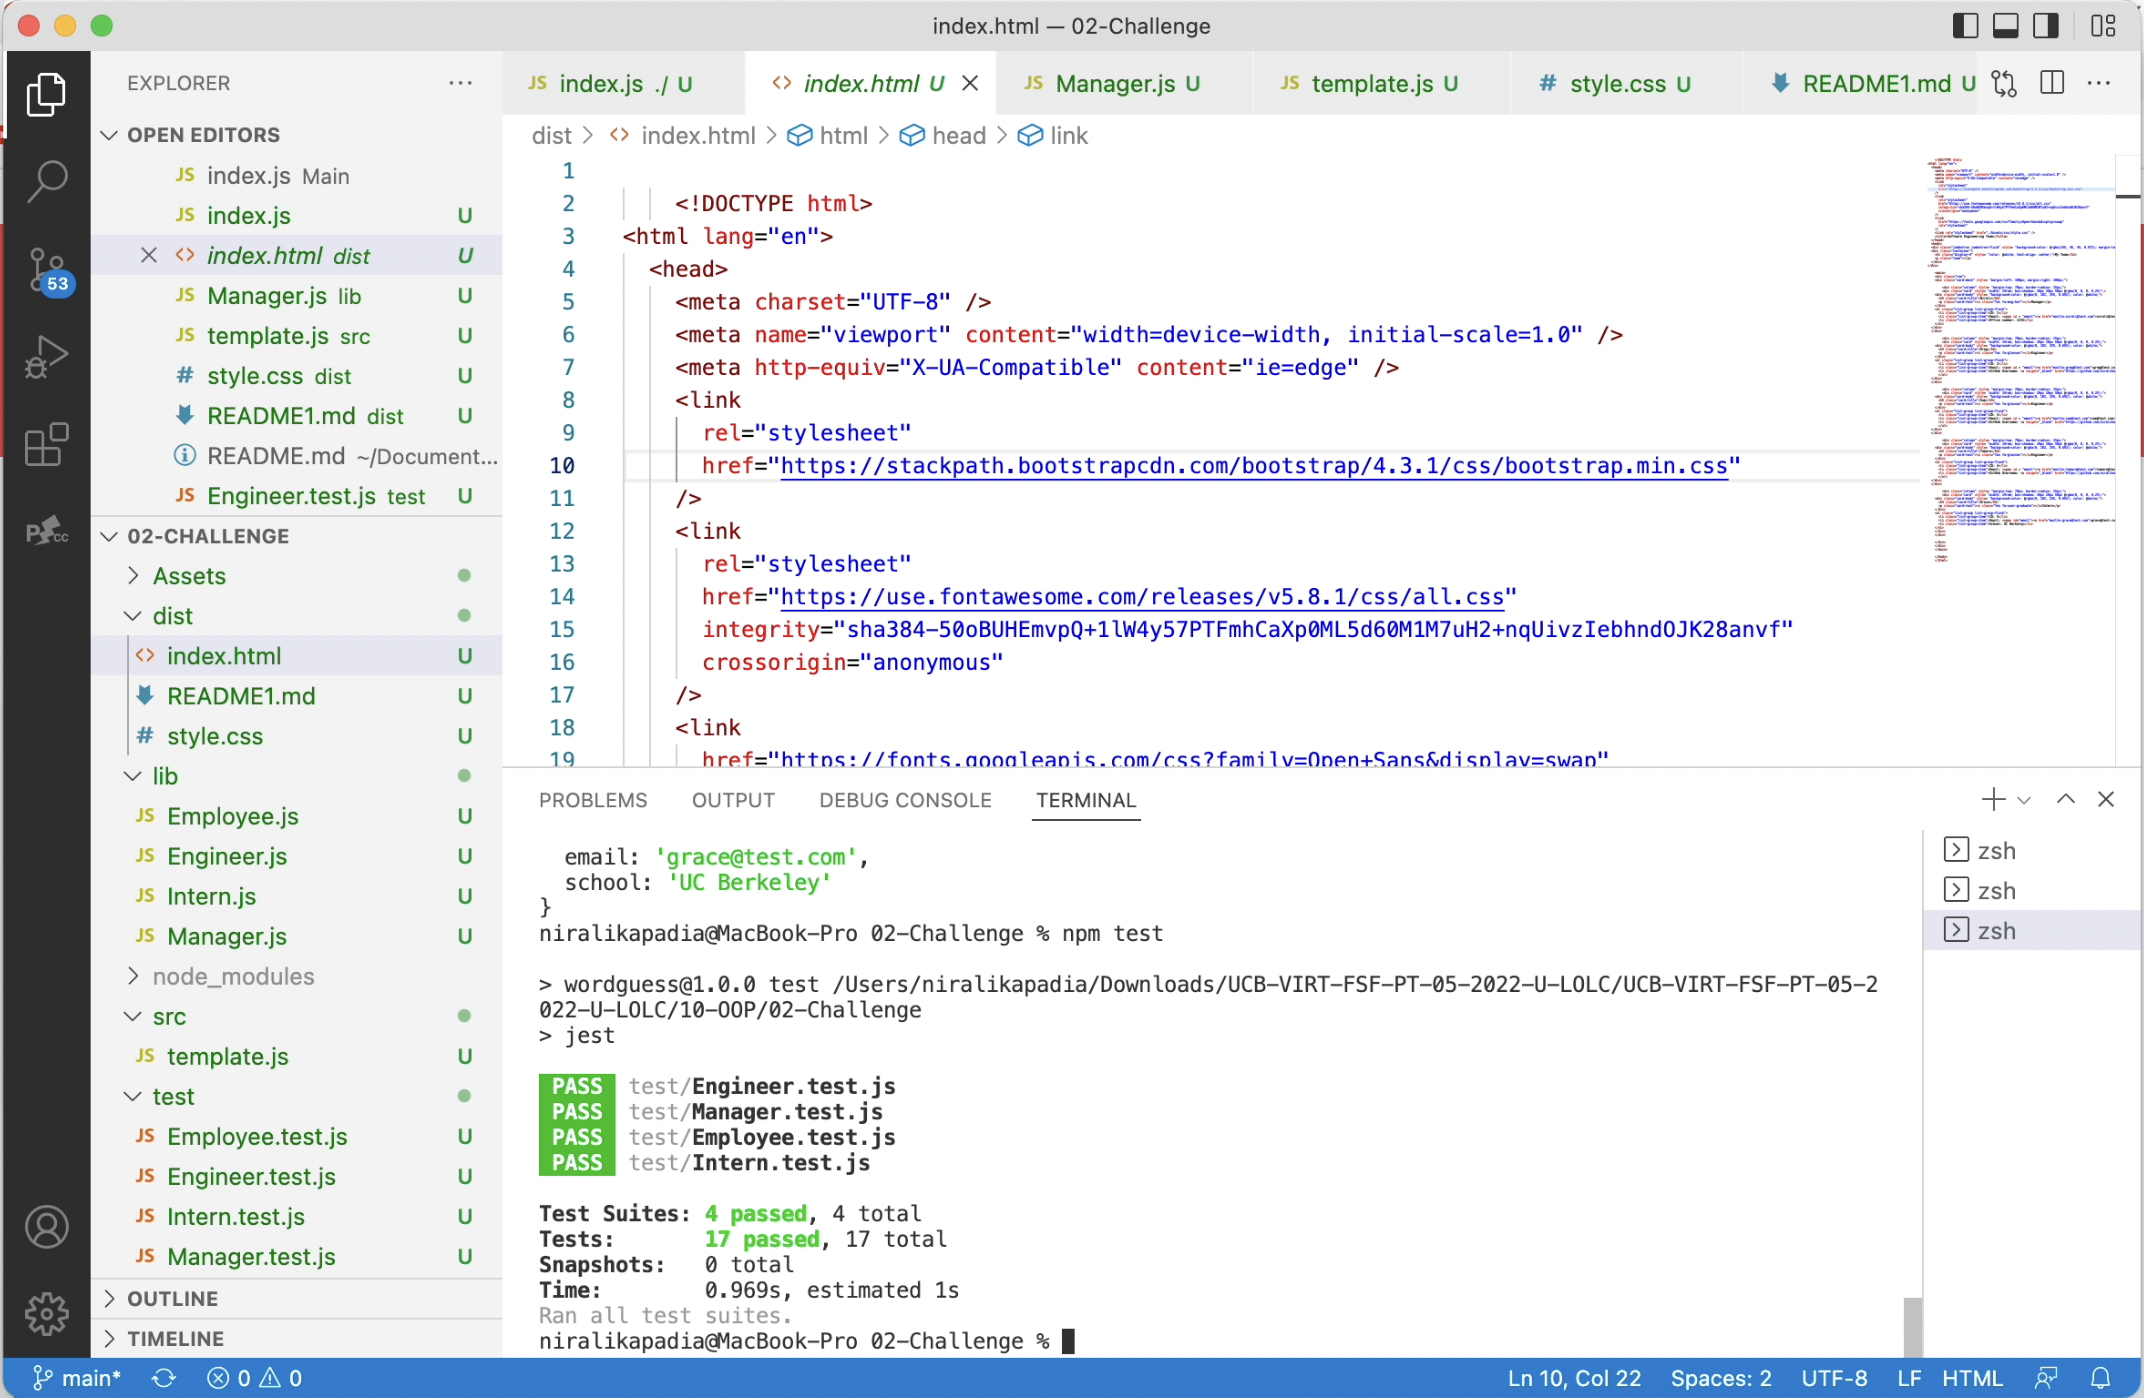 index.html — 02-Challenge
EXPLORER
OPEN EDITORS
JS index.js Main
JS index.js U
<> index.html dist U
JS Manager.js lib U
JS template.js src U
# style.css dist U
README1.md dist U
README.md ~/Document...
JS Engineer.test.js test U
02-CHALLENGE
Assets
dist
<> index.html U
README1.md U
# style.css U
lib
JS Employee.js U
JS Engineer.js U
JS Intern.js U
JS Manager.js U
node_modules
src
JS template.js U
test
JS Employee.test.js U
JS Engineer.test.js U
JS Intern.test.js U
JS Manager.test.js U
OUTLINE
TIMELINE
53
JS index.js ./ U
<> index.html U
JS Manager.js U
JS template.js U
# style.css U
README1.md U
dist > <> index.html > html > head > link
1
2 <!DOCTYPE html>
3 <html lang="en">
4 <head>
5 <meta charset="UTF-8" />
6 <meta name="viewport" content="width=device-width, initial-scale=1.0" />
7 <meta http-equiv="X-UA-Compatible" content="ie=edge" />
8 <link
9 rel="stylesheet"
10 href="https://stackpath.bootstrapcdn.com/bootstrap/4.3.1/css/bootstrap.min.css"
11 />
12 <link
13 rel="stylesheet"
14 href="https://use.fontawesome.com/releases/v5.8.1/css/all.css"
15 integrity="sha384-50oBUHEmvpQ+1lW4y57PTFmhCaXp0ML5d60M1M7uH2+nqUivzIebhndOJK28anvf"
16 crossorigin="anonymous"
17 />
18 <link
19 href="https://fonts.googleapis.com/css?family=Open+Sans&display=swap"
PROBLEMS OUTPUT DEBUG CONSOLE TERMINAL
email: 'grace@test.com',
school: 'UC Berkeley'
}
niralikapadia@MacBook-Pro 02-Challenge % npm test
> wordguess@1.0.0 test /Users/niralikapadia/Downloads/UCB-VIRT-FSF-PT-05-2022-U-LOLC/UCB-VIRT-FSF-PT-05-2
022-U-LOLC/10-OOP/02-Challenge
> jest
PASS test/Engineer.test.js
PASS test/Manager.test.js
PASS test/Employee.test.js
PASS test/Intern.test.js
Test Suites: 4 passed, 4 total
Tests: 17 passed, 17 total
Snapshots: 0 total
Time: 0.969s, estimated 1s
Ran all test suites.
niralikapadia@MacBook-Pro 02-Challenge %
zsh
zsh
zsh
main* 0 0
Ln 10, Col 22 Spaces: 2 UTF-8 LF HTML